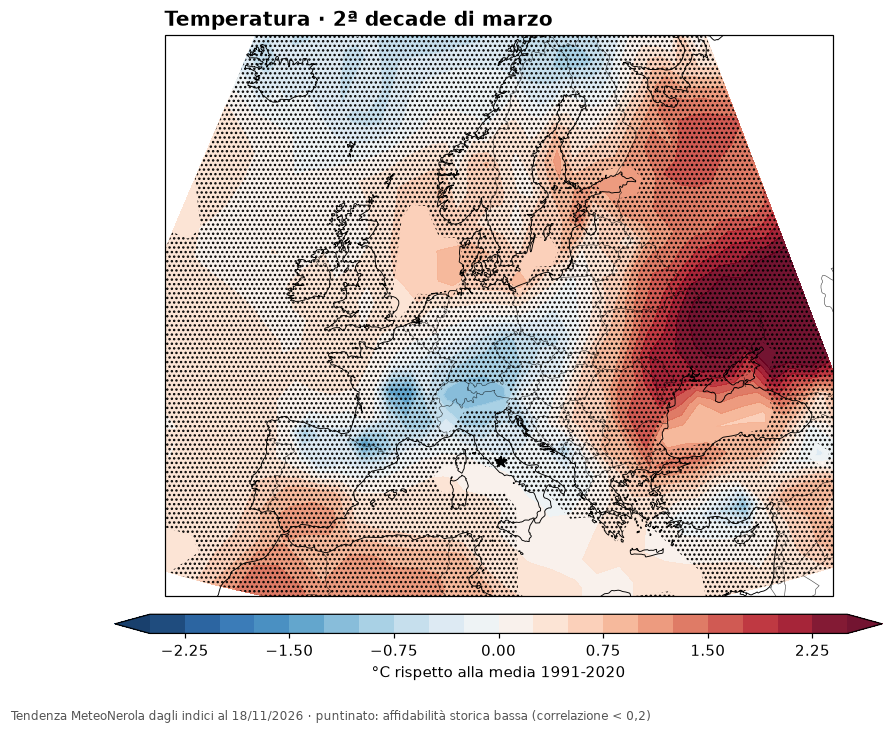 Temperatura · 2ª decade di marzo
−2.25 −1.50 −0.75 0.00 0.75 1.50 2.25
°C rispetto alla media 1991-2020
Tendenza MeteoNerola dagli indici al 18/11/2026 · puntinato: affidabilità storica bassa (correlazione < 0,2)